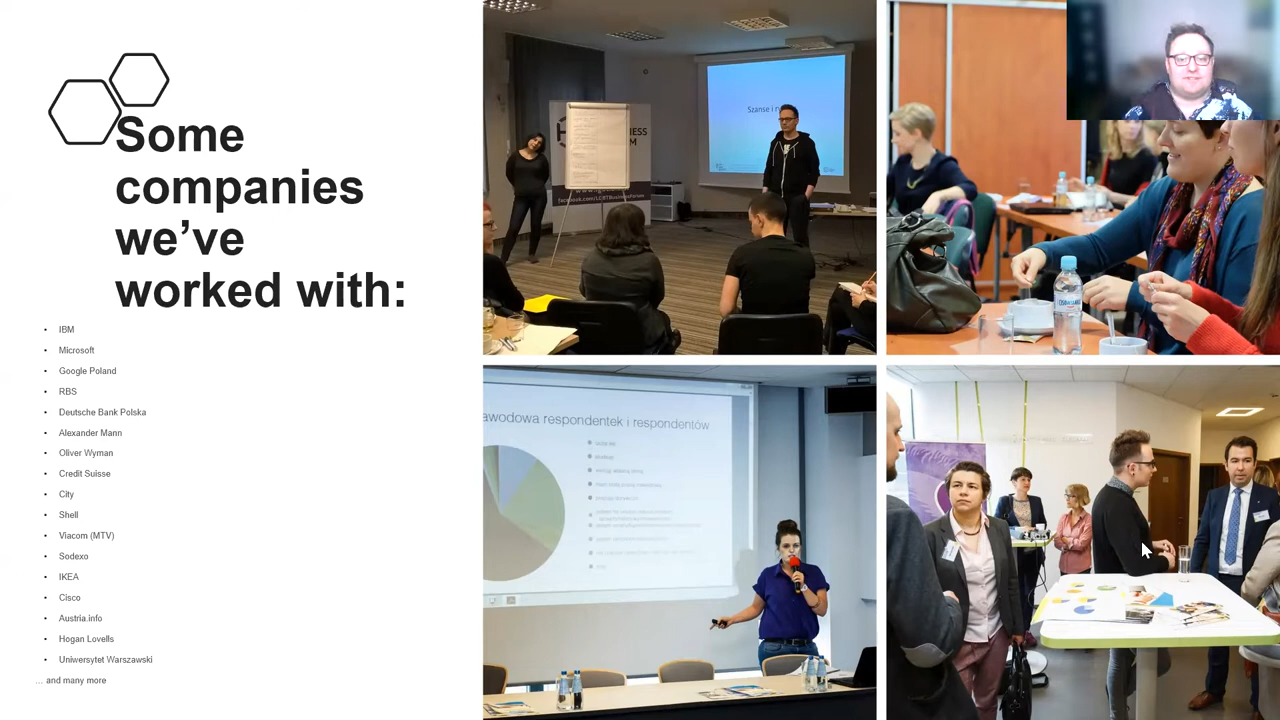 Some
companies
we've
worked with:
• IBM
• Microsoft
• Google Poland
• RBS
• Deutsche Bank Polska
• Alexander Mann
• Oliver Wyman
• Credit Suisse
• City
• Shell
• Viacom (MTV)
• Sodexo
• IKEA
• Cisco
• Austria.info
• Hogan Lovells
• Uniwersytet Warszawski
… and many more
Szanse i
facebook.com/LGBTBusinessForum
awodowa respondentek i respondentów